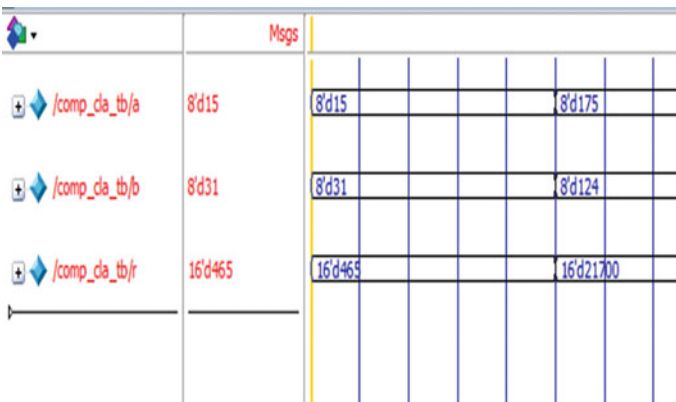 Msgs
/comp_cla_tb/a 8'd15 8'd15 8'd175
/comp_cla_tb/b 8'd31 8'd31 8'd124
/comp_cla_tb/r 16'd465 16'd465 16'd21700